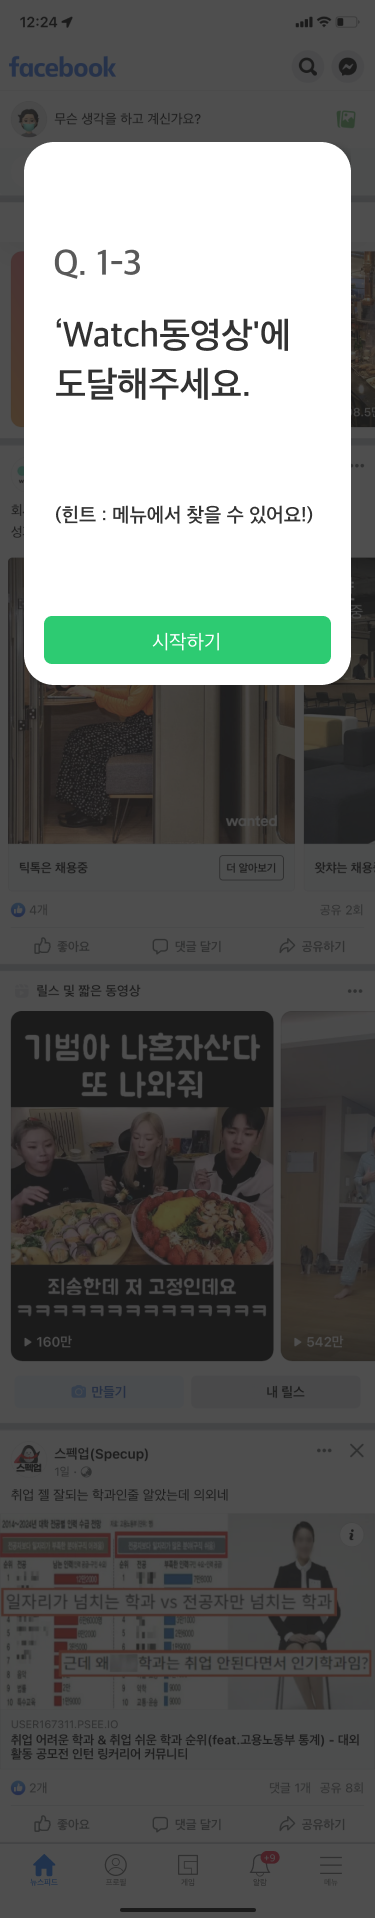 12:24
facebook
무슨 생각을 하고 계신가요?
Q. 1-3
‘Watch동영상'에
도달해주세요.
(힌트 : 메뉴에서 찾을 수 있어요!)
시작하기
wanted
틱톡은 채용중
더 알아보기
왓챠는 채용
4개
공유 2회
좋아요
댓글 달기
공유하기
릴스 및 짧은 동영상
기범아 나혼자산다
또 나와줘
죄송한데 저 고정인데요
ㅋㅋㅋㅋㅋㅋㅋㅋㅋㅋㅋㅋㅋㅋ
160만
542만
만들기
내 릴스
스펙업
스펙업(Specup)
1일
취업 젤 잘되는 학과인줄 알았는데 의외네
일자리가 넘치는 학과 vs 전공자만 넘치는 학과
근데 왜 학과는 취업 안된다면서 인기학과임?
USER167311.PSEE.IO
취업 어려운 학과 & 취업 쉬운 학과 순위(feat.고용노동부 통계) - 대외
활동 공모전 인턴 링커리어 커뮤니티
2개
댓글 1개 공유 8회
좋아요
댓글 달기
공유하기
+9
뉴스피드
프로필
게임
알림
메뉴